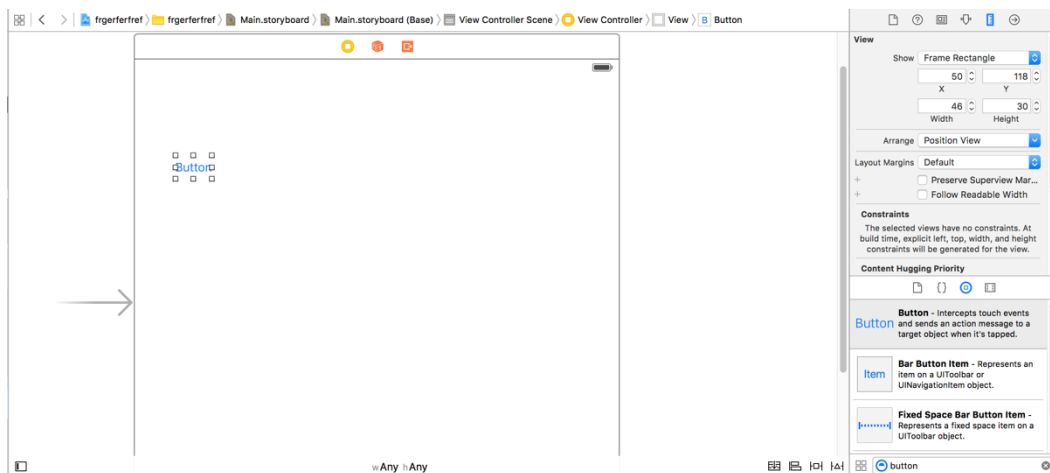 frgerferfref frgerferfref Main.storyboard Main.storyboard (Base) View Controller Scene View Controller View B Button
View
Show Frame Rectangle
50 118
X Y
46 30
Width Height
Arrange Position View
Layout Margins Default
Preserve Superview Mar...
Follow Readable Width
Constraints
The selected views have no constraints. At
build time, explicit left, top, width, and height
constraints will be generated for the view.
Content Hugging Priority
Button
Button
Button - Intercepts touch events
and sends an action message to a
target object when it's tapped.
Item
Bar Button Item - Represents an
item on a UIToolbar or
UINavigationItem object.
Fixed Space Bar Button Item -
Represents a fixed space item on a
UIToolbar object.
wAny hAny
button